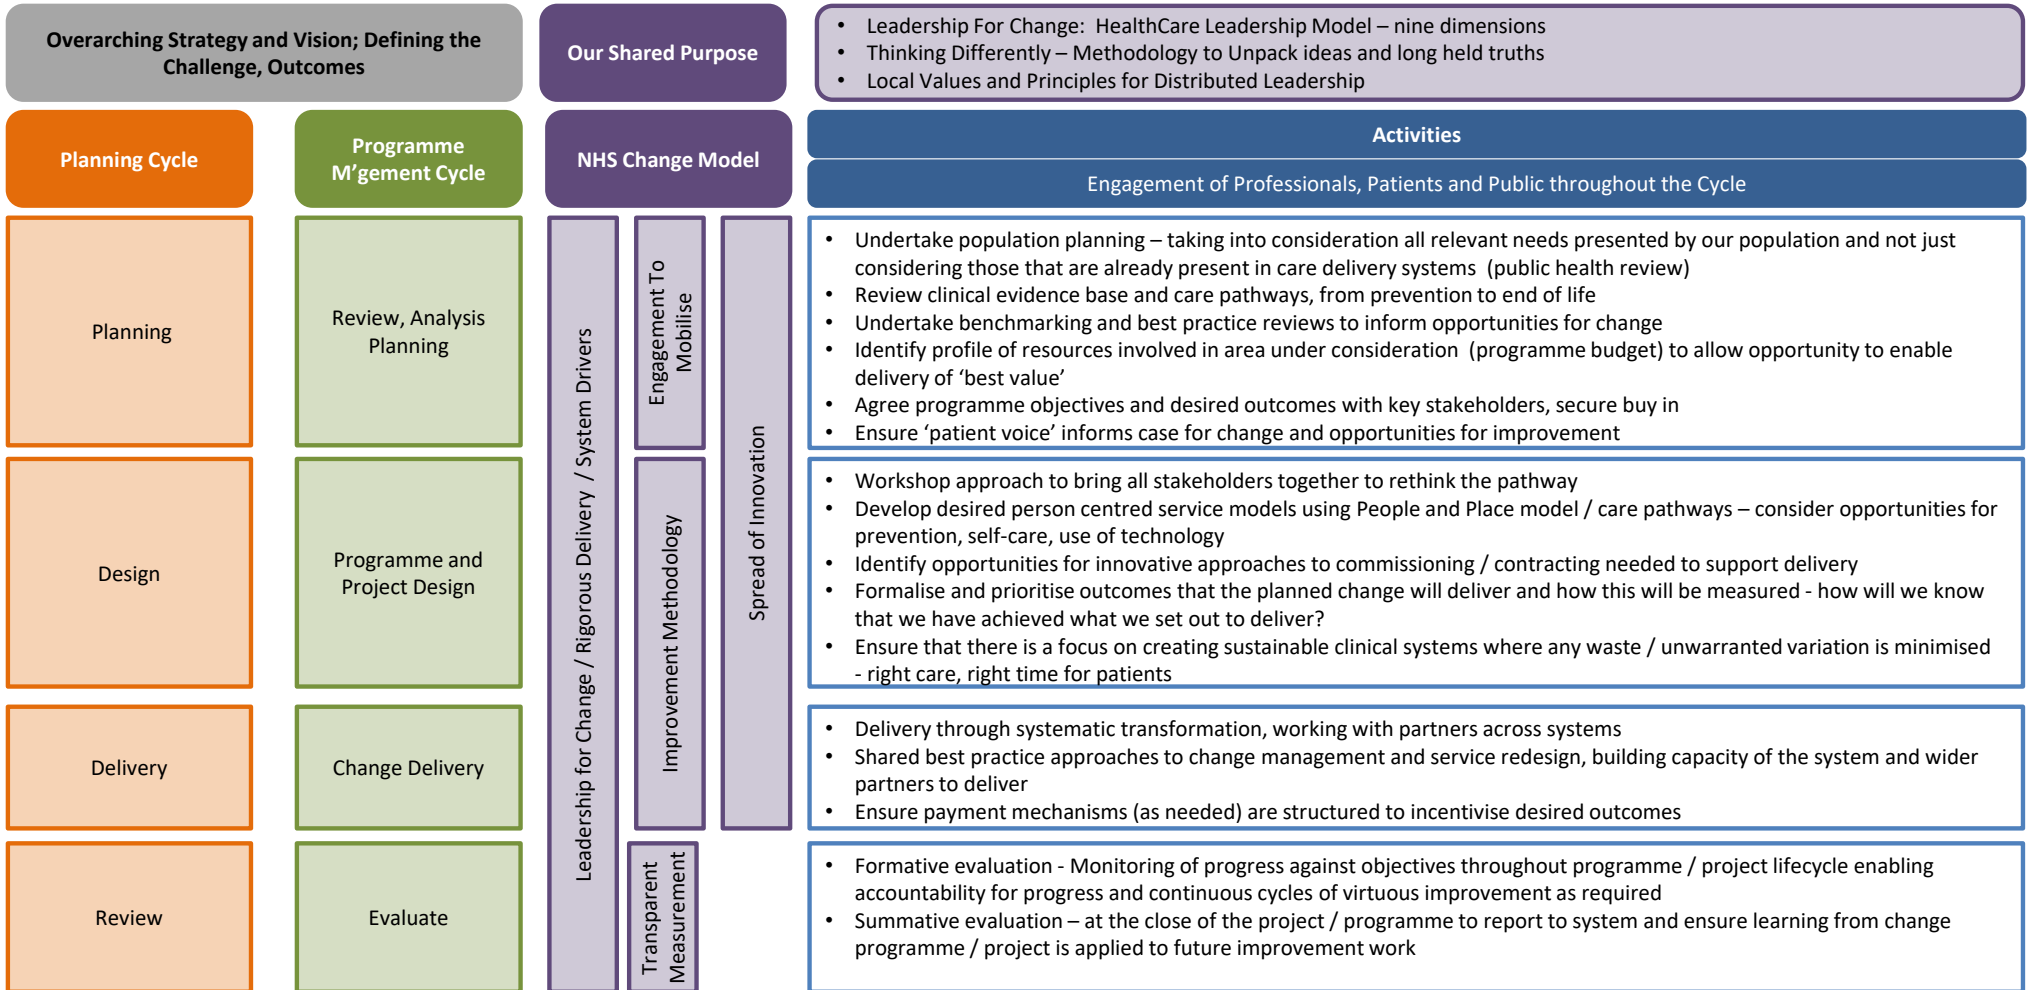 Overarching Strategy and Vision; Defining the
Challenge, Outcomes
Our Shared Purpose
• Leadership For Change: HealthCare Leadership Model – nine dimensions
• Thinking Differently – Methodology to Unpack ideas and long held truths
• Local Values and Principles for Distributed Leadership
Planning Cycle
Programme
M’gement Cycle
NHS Change Model
Activities
Engagement of Professionals, Patients and Public throughout the Cycle
Planning
Review, Analysis
Planning
Leadership for Change / Rigorous Delivery / System Drivers
Engagement To
Mobilise
Spread of Innovation
• Undertake population planning – taking into consideration all relevant needs presented by our population and not just
considering those that are already present in care delivery systems (public health review)
• Review clinical evidence base and care pathways, from prevention to end of life
• Undertake benchmarking and best practice reviews to inform opportunities for change
• Identify profile of resources involved in area under consideration (programme budget) to allow opportunity to enable
delivery of ‘best value’
• Agree programme objectives and desired outcomes with key stakeholders, secure buy in
• Ensure ‘patient voice’ informs case for change and opportunities for improvement
Design
Programme and
Project Design
Improvement Methodology
• Workshop approach to bring all stakeholders together to rethink the pathway
• Develop desired person centred service models using People and Place model / care pathways – consider opportunities for
prevention, self-care, use of technology
• Identify opportunities for innovative approaches to commissioning / contracting needed to support delivery
• Formalise and prioritise outcomes that the planned change will deliver and how this will be measured - how will we know
that we have achieved what we set out to deliver?
• Ensure that there is a focus on creating sustainable clinical systems where any waste / unwarranted variation is minimised
- right care, right time for patients
Delivery
Change Delivery
• Delivery through systematic transformation, working with partners across systems
• Shared best practice approaches to change management and service redesign, building capacity of the system and wider
partners to deliver
• Ensure payment mechanisms (as needed) are structured to incentivise desired outcomes
Review
Evaluate
Transparent
Measurement
• Formative evaluation - Monitoring of progress against objectives throughout programme / project lifecycle enabling
accountability for progress and continuous cycles of virtuous improvement as required
• Summative evaluation – at the close of the project / programme to report to system and ensure learning from change
programme / project is applied to future improvement work